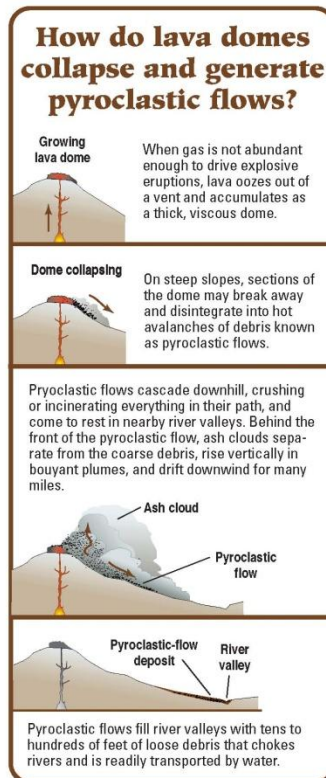 How do lava domes
collapse and generate
pyroclastic flows?
Growing
lava dome
When gas is not abundant
enough to drive explosive
eruptions, lava oozes out of
a vent and accumulates as
a thick, viscous dome.
Dome collapsing
On steep slopes, sections of
the dome may break away
and disintegrate into hot
avalanches of debris known
as pyroclastic flows.
Pryoclastic flows cascade downhill, crushing
or incinerating everything in their path, and
come to rest in nearby river valleys. Behind the
front of the pyroclastic flow, ash clouds sepa-
rate from the coarse debris, rise vertically in
bouyant plumes, and drift downwind for many
miles.
Ash cloud
Pyroclastic
flow
Pyroclastic-flow
deposit
River
valley
Pyroclastic flows fill river valleys with tens to
hundreds of feet of loose debris that chokes
rivers and is readily transported by water.